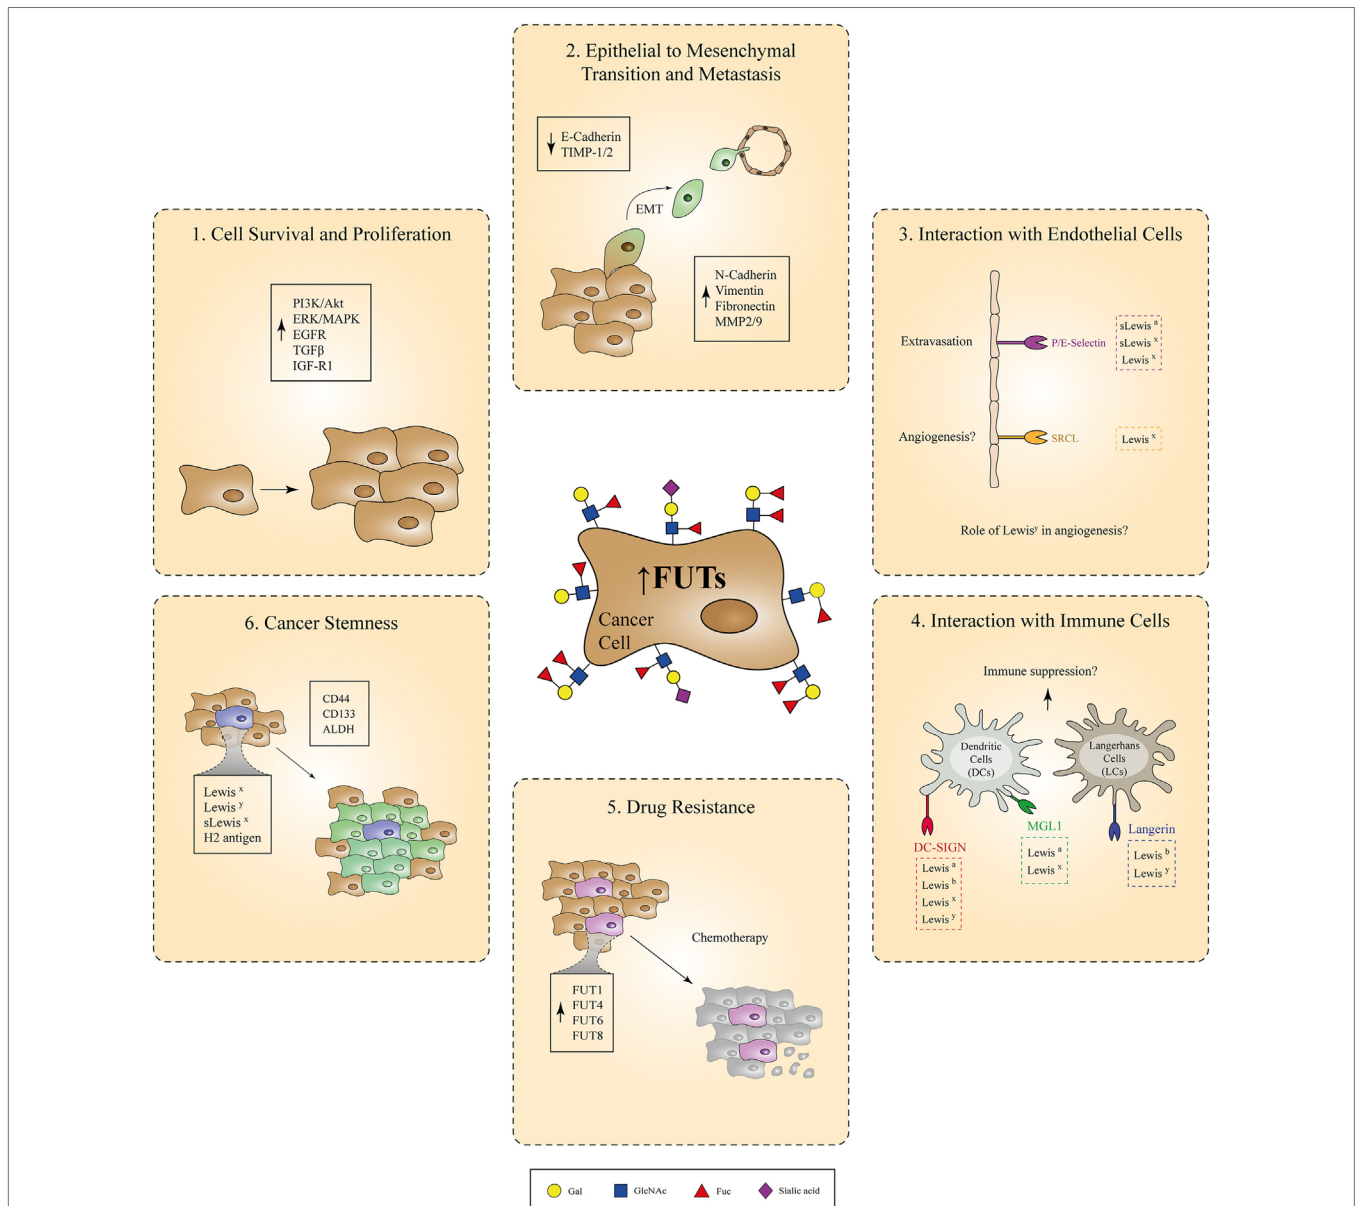 2. Epithelial to Mesenchymal
Transition and Metastasis
E-Cadherin
TIMP-1/2
EMT
N-Cadherin
Vimentin
Fibronectin
MMP2/9
1. Cell Survival and Proliferation
PI3K/Akt
ERK/MAPK
EGFR
TGFβ
IGF-R1
3. Interaction with Endothelial Cells
Extravasation
P/E-Selectin
sLewis a
sLewis x
Lewis x
Angiogenesis?
SRCL
Lewis x
Role of Lewisy in angiogenesis?
↑FUTs
Cancer
Cell
6. Cancer Stemness
CD44
CD133
ALDH
Lewis x
Lewis y
sLewis x
H2 antigen
4. Interaction with Immune Cells
Immune suppression?
Dendritic
Cells
(DCs)
Langerhans
Cells
(LCs)
DC-SIGN
Lewis a
Lewis b
Lewis x
Lewis y
MGL1
Lewis a
Lewis x
Langerin
Lewis b
Lewis y
5. Drug Resistance
Chemotherapy
FUT1
FUT4
FUT6
FUT8
Gal GlcNAc Fuc Sialic acid